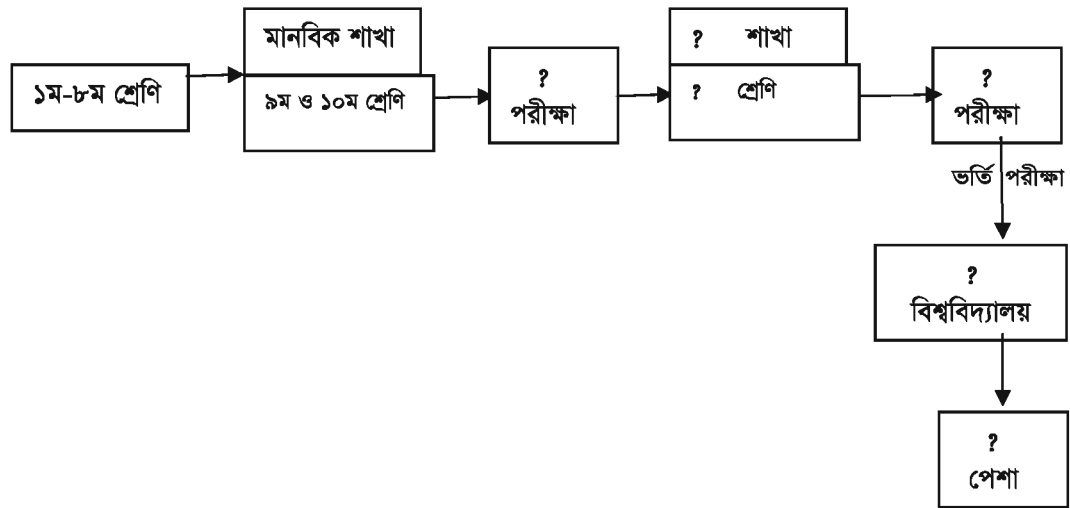 মানবিক শাখা
১ম-৮ম শ্রেণি
৯ম ও ১০ম শ্রেণি
?
পরীক্ষা
? শাখা
? শ্রেণি
?
পরীক্ষা
ভর্তি পরীক্ষা
?
বিশ্ববিদ্যালয়
?
পেশা